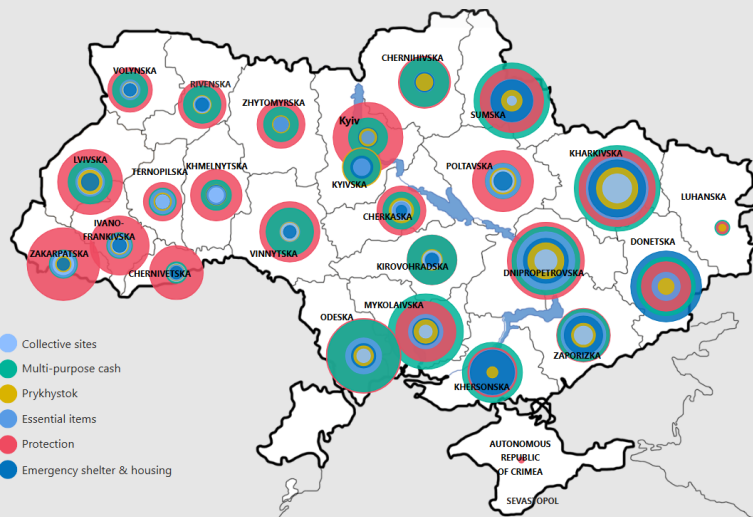 CHERNIHIVSKA
VOLYNSKA
RIVENSKA
ZHYTOMYRSKA
SUMSKA
Kyiv
KHARKIVSKA
LVIVSKA
TERNOPILSKA
KHMELNYTSKA
KYIVSKA
POLTAVSKA
LUHANSKA
IVANO-
FRANKIVSKA
CHERKASKA
ZAKARPATSKA
VINNYTSKA
CHERNIVETSKA
KIROVOHRADSKA
DNIPROPETROVSKA
DONETSKA
MYKOLAIVSKA
ODESKA
ZAPORIZKA
KHERSONSKA
Collective sites
Multi-purpose cash
Prykhystok
Essential items
Protection
Emergency shelter & housing
AUTONOMOUS
REPUBLIC
OF CRIMEA
SEVASTOPOL